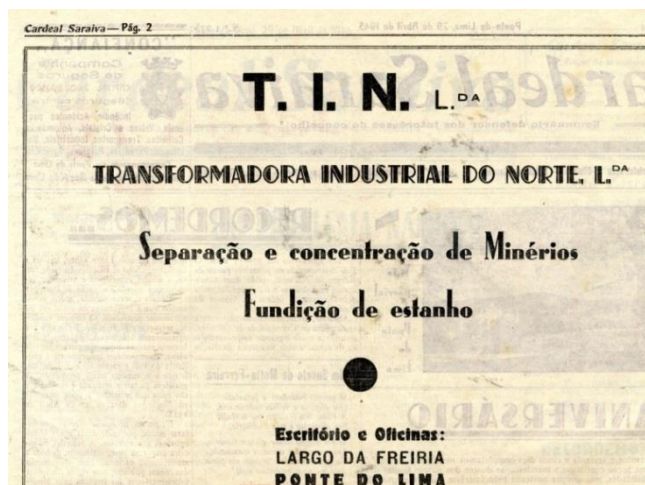 Cardeal Saraiva — Pág. 2
T. I. N. L.DA
TRANSFORMADORA INDUSTRIAL DO NORTE, L.DA
Separação e concentração de Minérios
Fundição de estanho
Escritório e Oficinas:
LARGO DA FREIRIA
PONTE DO LIMA